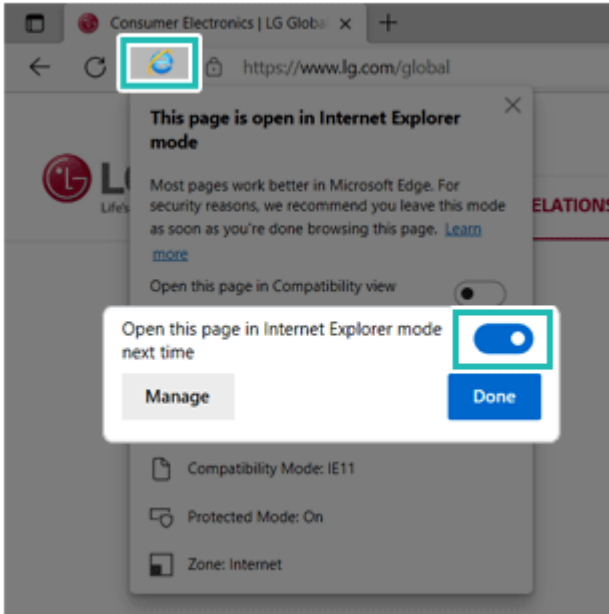 Consumer Electronics | LG Globa
https://www.lg.com/global
This page is open in Internet Explorer
mode
Most pages work better in Microsoft Edge. For
security reasons, we recommend you leave this mode
as soon as you're done browsing this page. Learn
more
Open this page in Compatibility view
Open this page in Internet Explorer mode
next time
Manage
Done
Compatibility Mode: IE11
Protected Mode: On
Zone: Internet
LG
Life's
ELATIONS